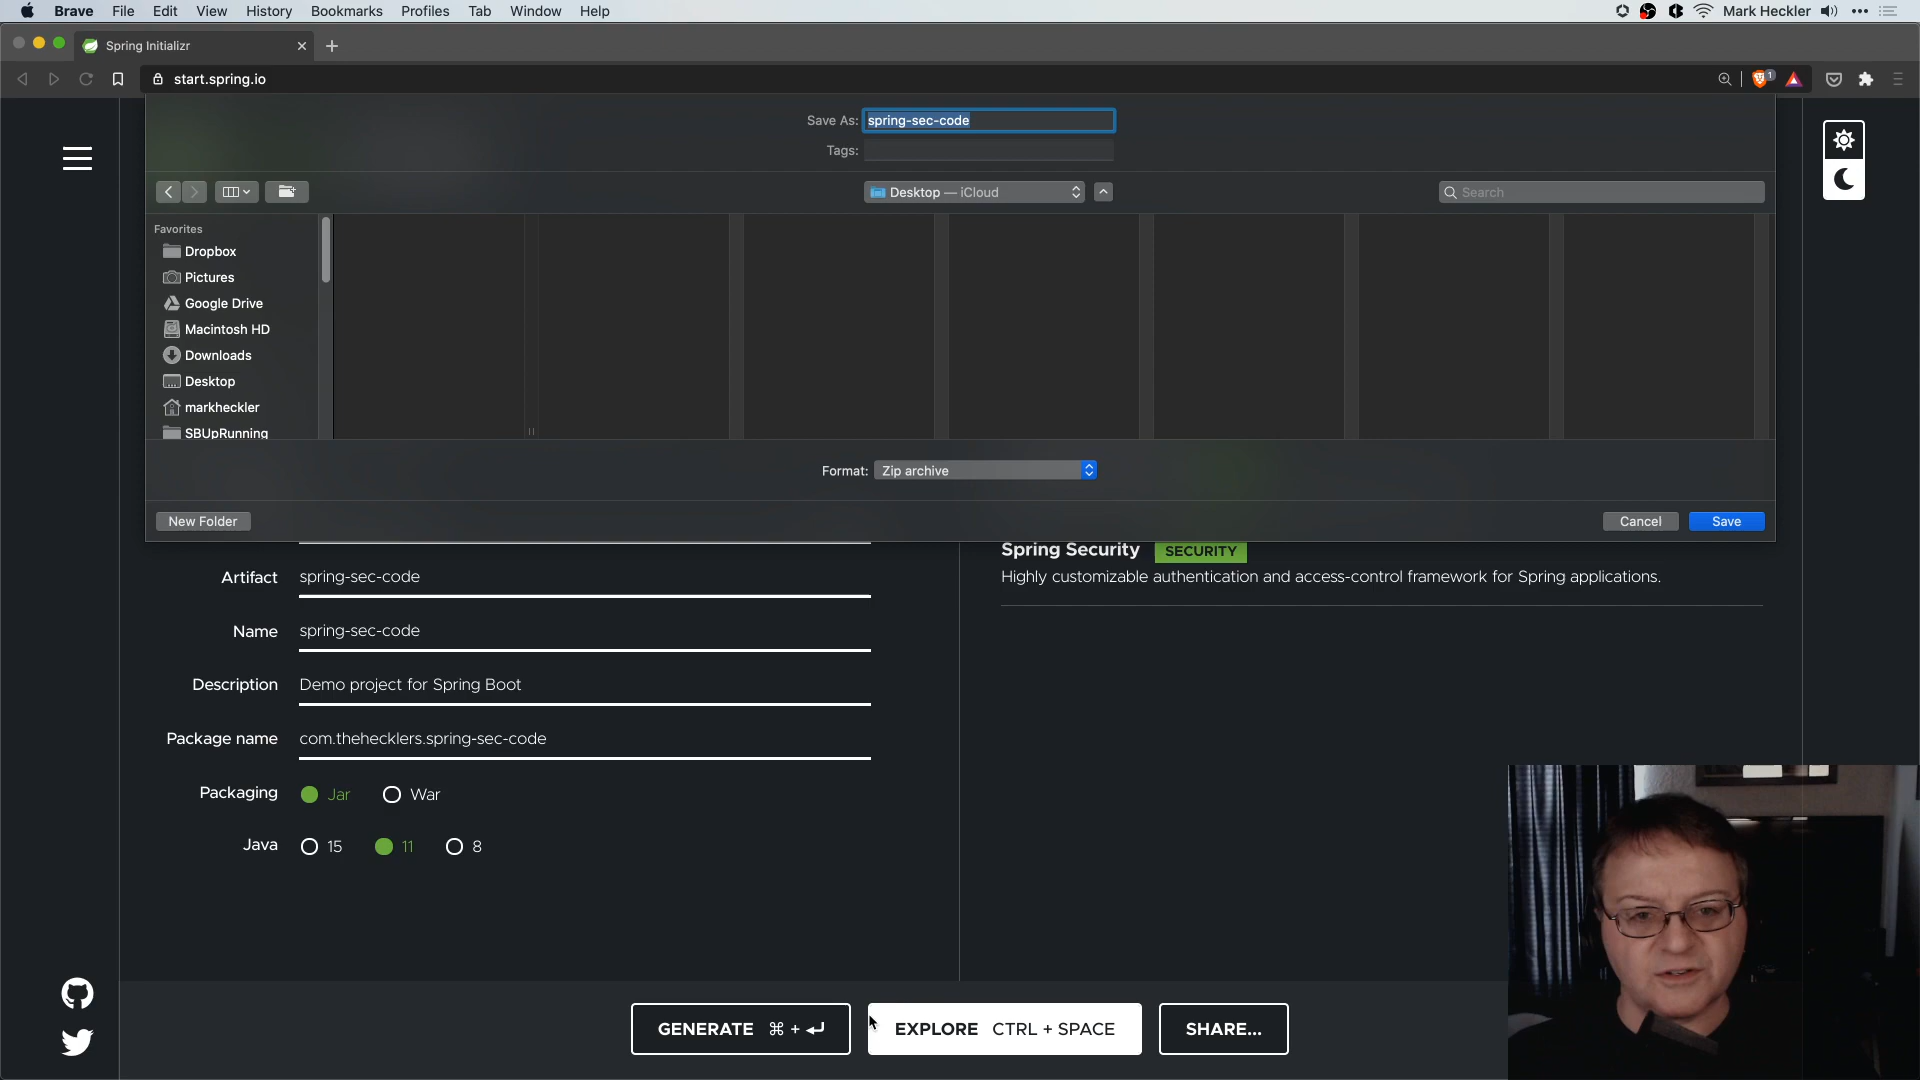 Brave File Edit View History Bookmarks Profiles Tab Window Help
Mark Heckler
Spring Initializr
start.spring.io
1
Save As: spring-sec-code
Tags:
Desktop — iCloud
Search
Favorites
Dropbox
Pictures
Google Drive
Macintosh HD
Downloads
Desktop
markheckler
SBUpRunning
Format: Zip archive
New Folder
Cancel
Save
Spring Security SECURITY
Highly customizable authentication and access-control framework for Spring applications.
Artifact spring-sec-code
Name spring-sec-code
Description Demo project for Spring Boot
Package name com.thehecklers.spring-sec-code
Packaging Jar War
Java 15 11 8
GENERATE ⌘ + ↵
EXPLORE CTRL + SPACE
SHARE...